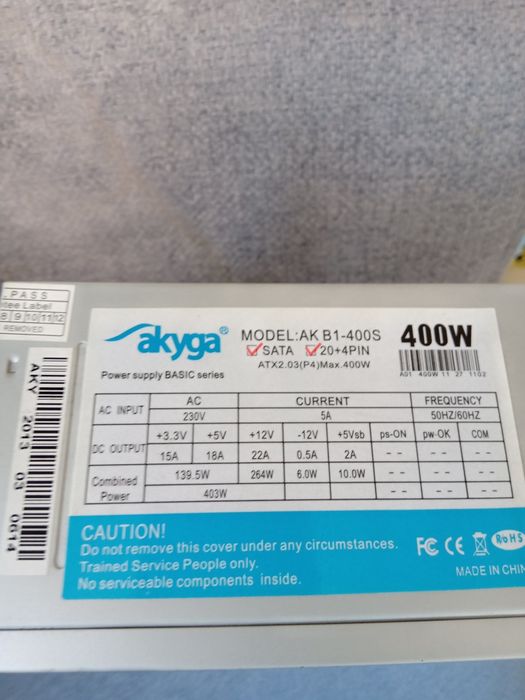 . PASS
tee Label
8 9 10 11 12
REMOVED
AKY 2013 03 0614
akyga®
Power supply BASIC series
MODEL:AK B1-400S
SATA 20+4PIN
ATX2.03(P4)Max.400W
400W
A01 400W 11 27 1102
AC INPUT AC CURRENT FREQUENCY
230V 5A 50HZ/60HZ
DC OUTPUT +3.3V +5V +12V -12V +5Vsb ps-ON pw-OK COM
15A 18A 22A 0.5A 2A - - - - - -
Combined Power 139.5W 264W 6.0W 10.0W - - - - - -
403W - - - - - -
CAUTION!
Do not remove this cover under any circumstances.
Trained Service People only.
No serviceable components inside.
FC CE RoHS
MADE IN CHIN